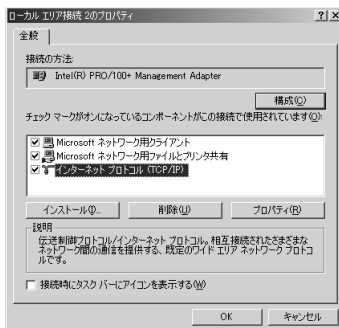 ローカル エリア接続 2のプロパティ
? ×
全般
接続の方法:
Intel(R) PRO/100+ Management Adapter
構成(C)
チェック マークがオンになっているコンポーネントがこの接続で使用されています(O):
Microsoft ネットワーク用クライアント
Microsoft ネットワーク用ファイルとプリンタ共有
インターネット プロトコル (TCP/IP)
インストール(I)... 削除(U) プロパティ(R)
説明
伝送制御プロトコル/インターネット プロトコル。相互接続されたさまざまな
ネットワーク間の通信を提供する、既定のワイド エリア ネットワーク プロトコ
ルです。
接続時にタスク バーにアイコンを表示する(W)
OK キャンセル